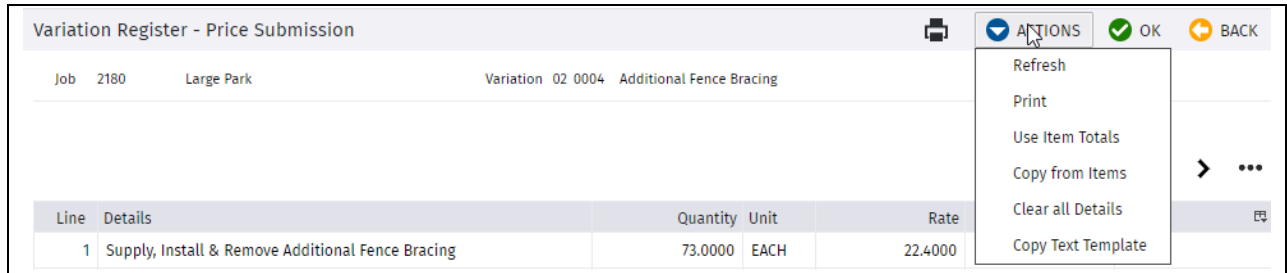 Variation Register - Price Submission ACTIONS OK BACK
Job 2180 Large Park Variation 02 0004 Additional Fence Bracing
Refresh
Print
Use Item Totals
Copy from Items
Clear all Details
Copy Text Template
Line Details Quantity Unit Rate
1 Supply, Install & Remove Additional Fence Bracing 73.0000 EACH 22.4000